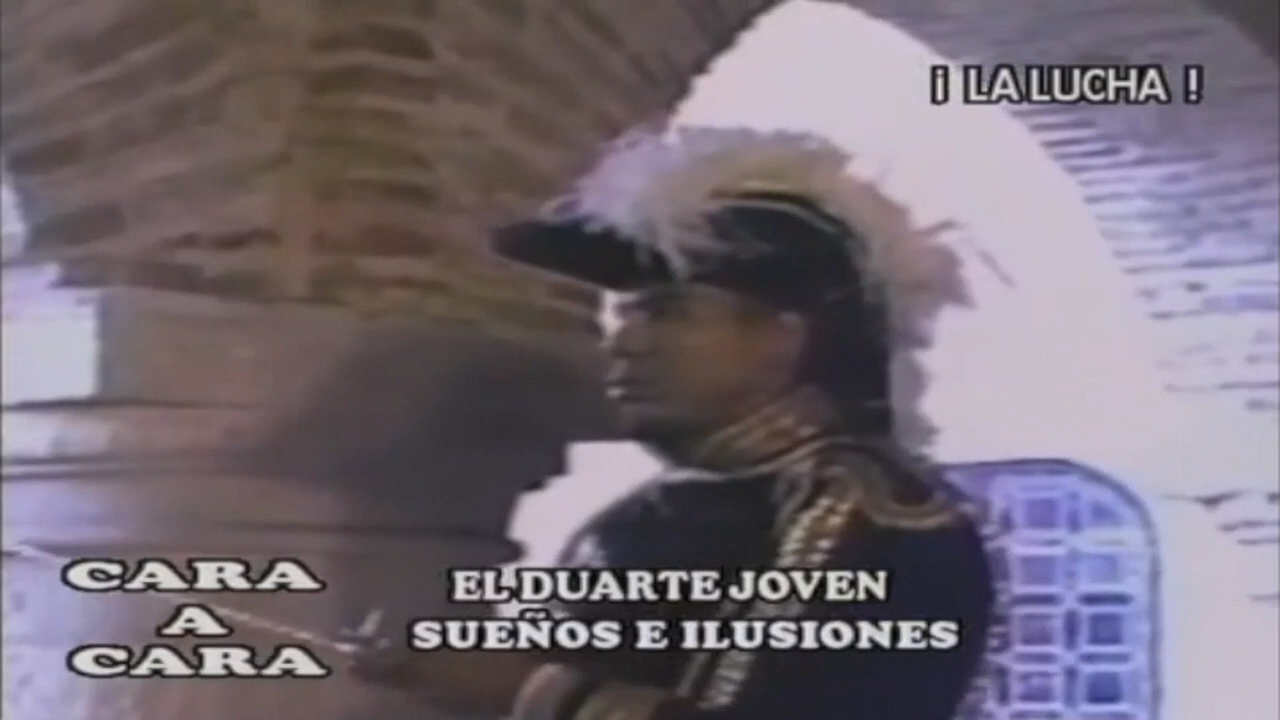 ¡ LA LUCHA !
CARA
A
CARA
EL DUARTE JOVEN
SUEÑOS E ILUSIONES